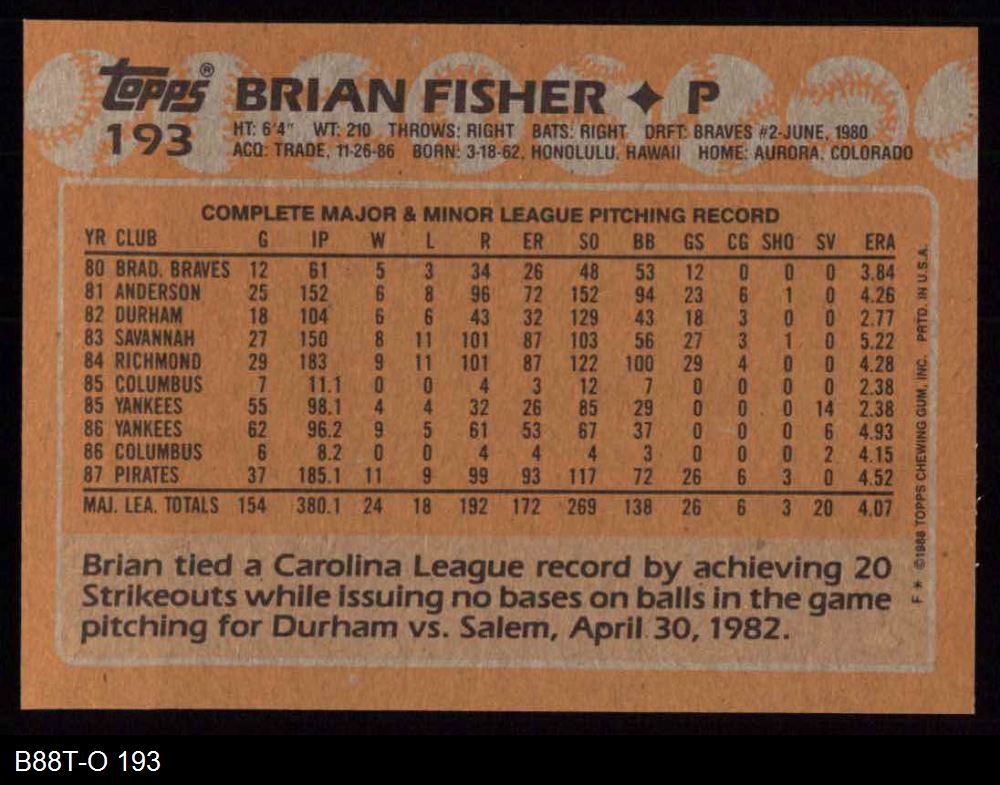 topps® BRIAN FISHER ✦ P
193
HT: 6'4" WT: 210 THROWS: RIGHT BATS: RIGHT DRFT: BRAVES #2-JUNE, 1980
ACQ: TRADE, 11-26-86 BORN: 3-18-62, HONOLULU, HAWAII HOME: AURORA, COLORADO
COMPLETE MAJOR & MINOR LEAGUE PITCHING RECORD
YR CLUB G IP W L R ER SO BB GS CG SHO SV ERA
80 BRAD. BRAVES 12 61 5 3 34 26 48 53 12 0 0 0 3.84
81 ANDERSON 25 152 6 8 96 72 152 94 23 6 1 0 4.26
82 DURHAM 18 104 6 6 43 32 129 43 18 3 0 0 2.77
83 SAVANNAH 27 150 8 11 101 87 103 56 27 3 1 0 5.22
84 RICHMOND 29 183 9 11 101 87 122 100 29 4 0 0 4.28
85 COLUMBUS 7 11.1 0 0 4 3 12 7 0 0 0 0 2.38
85 YANKEES 55 98.1 4 4 32 26 85 29 0 0 0 14 2.38
86 YANKEES 62 96.2 9 5 61 53 67 37 0 0 0 6 4.93
86 COLUMBUS 6 8.2 0 0 4 4 4 3 0 0 0 2 4.15
87 PIRATES 37 185.1 11 9 99 93 117 72 26 6 3 0 4.52
MAJ. LEA. TOTALS 154 380.1 24 18 192 172 269 138 26 6 3 20 4.07
Brian tied a Carolina League record by achieving 20
Strikeouts while issuing no bases on balls in the game
pitching for Durham vs. Salem, April 30, 1982.
F * ©1988 TOPPS CHEWING GUM, INC. PRTD. IN U.S.A.
B88T-O 193